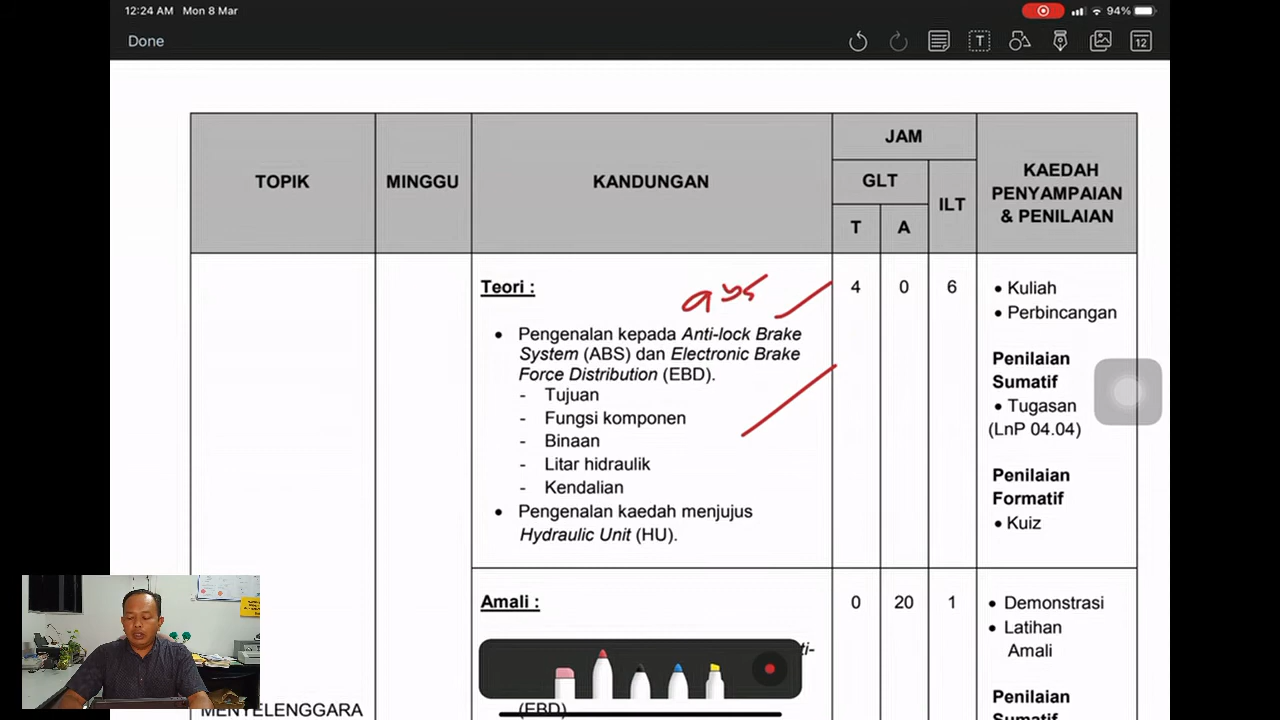 12:24 AM Mon 8 Mar
94%
Done
T
12
TOPIK
MINGGU
KANDUNGAN
JAM
GLT
ILT
T
A
KAEDAH
PENYAMPAIAN
& PENILAIAN
Teori :
abs
• Pengenalan kepada Anti-lock Brake
System (ABS) dan Electronic Brake
Force Distribution (EBD).
- Tujuan
- Fungsi komponen
- Binaan
- Litar hidraulik
- Kendalian
• Pengenalan kaedah menjujus
Hydraulic Unit (HU).
4
0
6
• Kuliah
• Perbincangan
Penilaian
Sumatif
• Tugasan
(LnP 04.04)
Penilaian
Formatif
• Kuiz
Amali :
ti-
(EBD)
0
20
1
• Demonstrasi
• Latihan
Amali
Penilaian
Sumatif
MENYELENGGARA